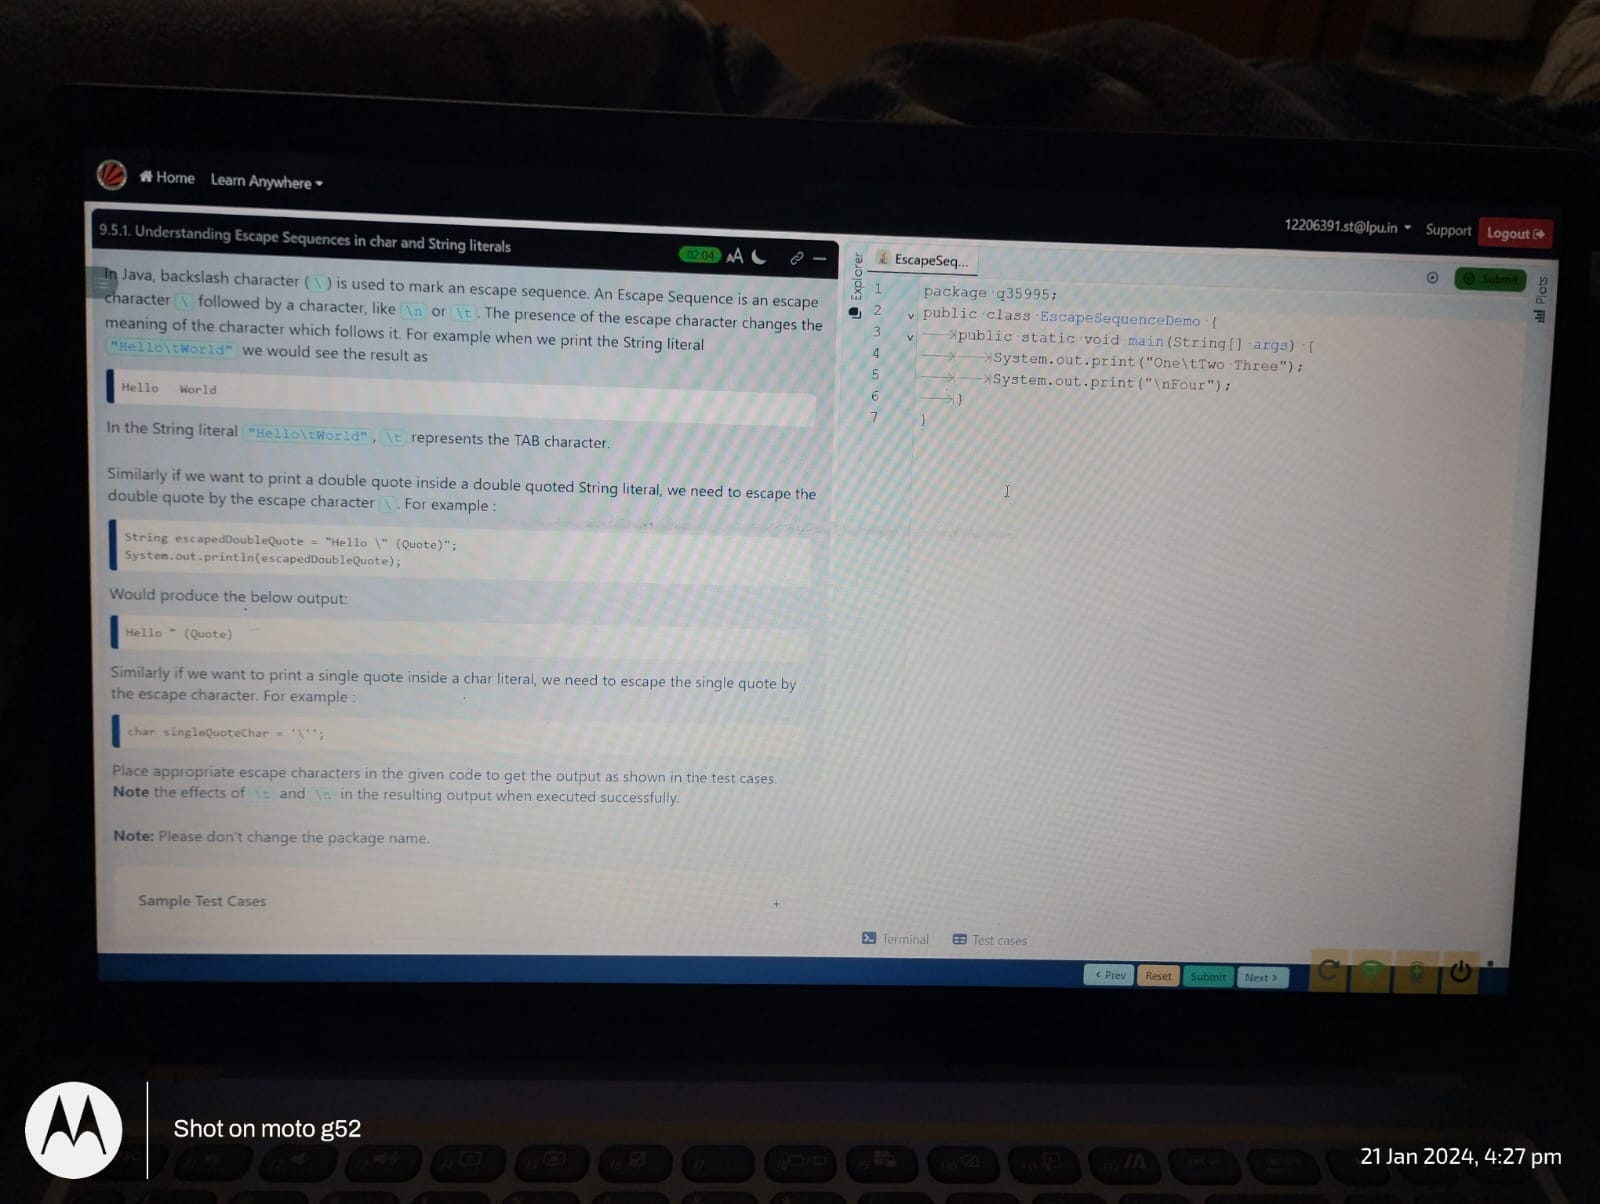 Home Learn Anywhere
12206391.st@lpu.in Support Logout
9.5.1. Understanding Escape Sequences in char and String literals
02:04 AA
In Java, backslash character ( \ ) is used to mark an escape sequence. An Escape Sequence is an escape
character \ followed by a character, like \n or \t . The presence of the escape character changes the
meaning of the character which follows it. For example when we print the String literal
"Hello\tWorld" we would see the result as
Hello World
In the String literal "Hello\tWorld" , \t represents the TAB character.
Similarly if we want to print a double quote inside a double quoted String literal, we need to escape the
double quote by the escape character \ . For example :
String escapedDoubleQuote = "Hello \" (Quote)";
System.out.println(escapedDoubleQuote);
Would produce the below output:
Hello " (Quote)
Similarly if we want to print a single quote inside a char literal, we need to escape the single quote by
the escape character. For example :
char singleQuoteChar = '\'';
Place appropriate escape characters in the given code to get the output as shown in the test cases.
Note the effects of \t and \n in the resulting output when executed successfully.
Note: Please don't change the package name.
Sample Test Cases +
Explorer
EscapeSeq...
Submit
Plots
1 package q35995;
2 public class EscapeSequenceDemo {
3 public static void main(String[] args) {
4 System.out.print("One\tTwo Three");
5 System.out.print("\nFour");
6 }
7 }
Terminal Test cases
< Prev Reset Submit Next >
Shot on moto g52
21 Jan 2024, 4:27 pm